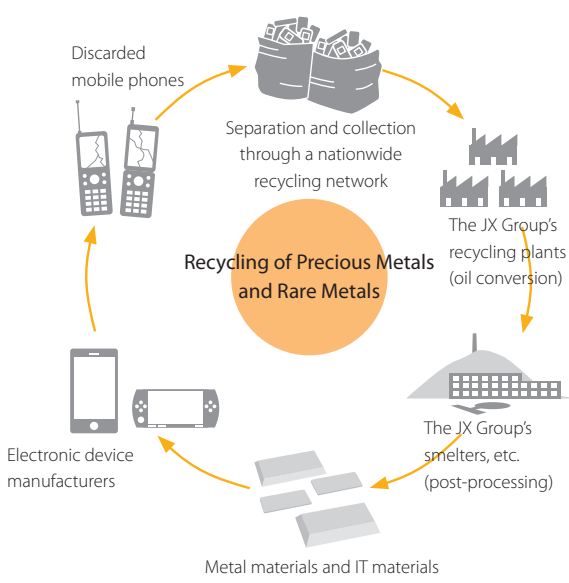 Discarded
mobile phones
Separation and collection
through a nationwide
recycling network
The JX Group’s
recycling plants
(oil conversion)
Recycling of Precious Metals
and Rare Metals
The JX Group’s
smelters, etc.
(post-processing)
Electronic device
manufacturers
Metal materials and IT materials